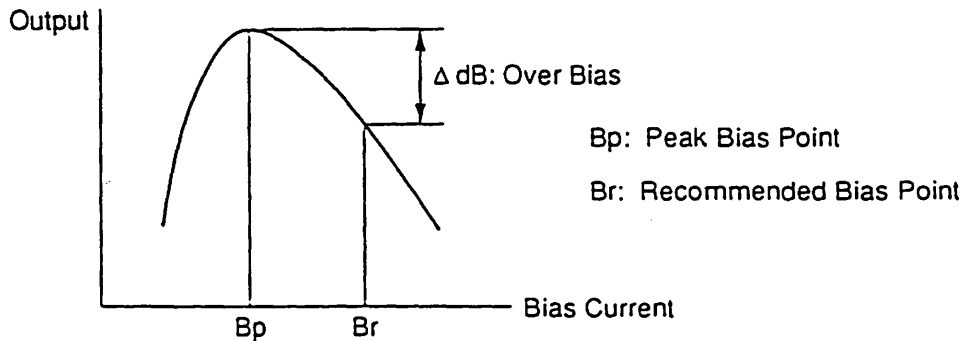 Output
Δ dB: Over Bias
Bp: Peak Bias Point
Br: Recommended Bias Point
Bias Current
Bp
Br